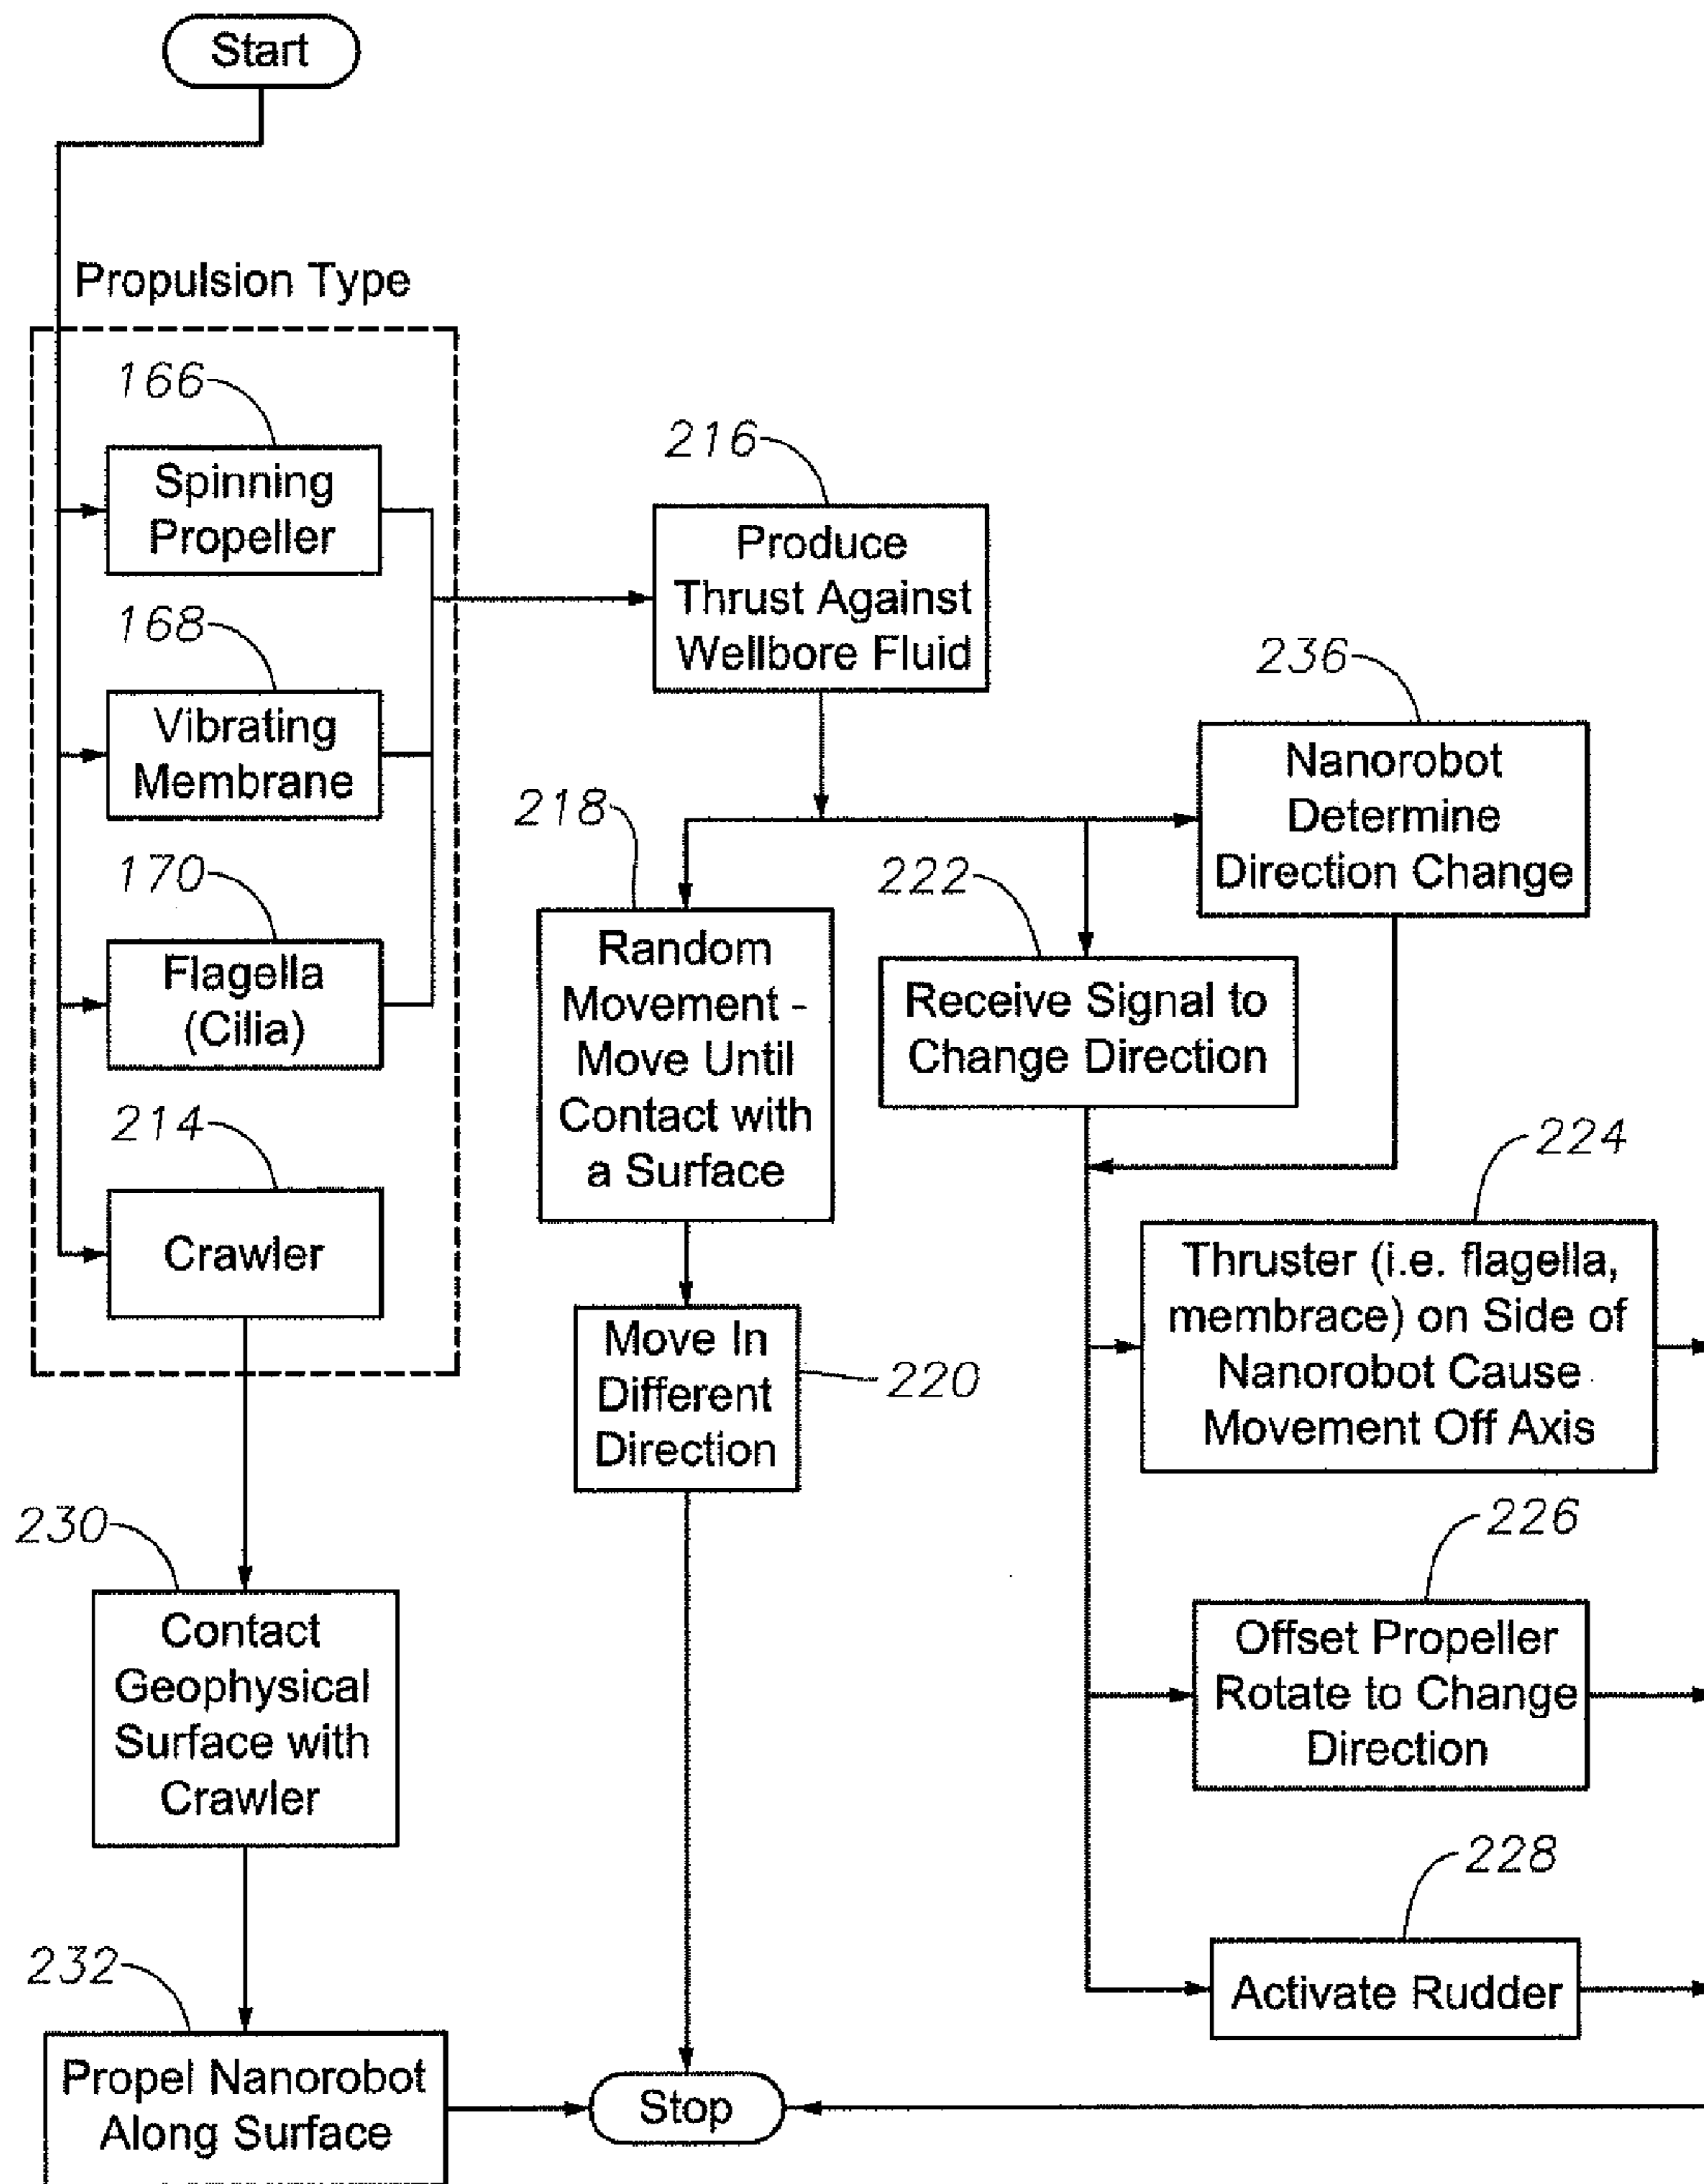 Start
Propulsion Type
166
Spinning
Propeller
168
Vibrating
Membrane
170
Flagella
(Cilia)
214
Crawler
216
Produce
Thrust Against
Wellbore Fluid
236
Nanorobot
Determine
Direction Change
218
Random
Movement -
Move Until
Contact with
a Surface
222
Receive Signal to
Change Direction
220
Move In
Different
Direction
224
Thruster (i.e. flagella,
membrace) on Side of
Nanorobot Cause
Movement Off Axis
226
Offset Propeller
Rotate to Change
Direction
228
Activate Rudder
230
Contact
Geophysical
Surface with
Crawler
232
Propel Nanorobot
Along Surface
Stop